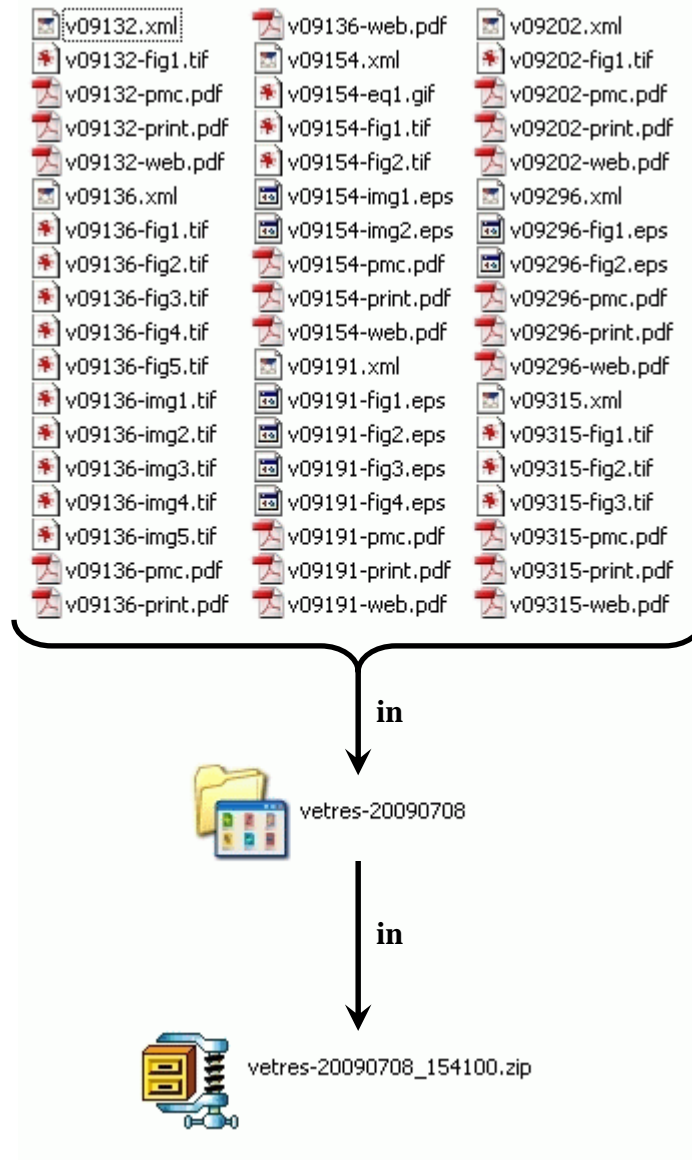 v09132.xml
v09132-fig1.tif
v09132-pmc.pdf
v09132-print.pdf
v09132-web.pdf
v09136.xml
v09136-fig1.tif
v09136-fig2.tif
v09136-fig3.tif
v09136-fig4.tif
v09136-fig5.tif
v09136-img1.tif
v09136-img2.tif
v09136-img3.tif
v09136-img4.tif
v09136-img5.tif
v09136-pmc.pdf
v09136-print.pdf
v09136-web.pdf
v09154.xml
v09154-eq1.gif
v09154-fig1.tif
v09154-fig2.tif
v09154-img1.eps
v09154-img2.eps
v09154-pmc.pdf
v09154-print.pdf
v09154-web.pdf
v09191.xml
v09191-fig1.eps
v09191-fig2.eps
v09191-fig3.eps
v09191-fig4.eps
v09191-pmc.pdf
v09191-print.pdf
v09191-web.pdf
v09202.xml
v09202-fig1.tif
v09202-pmc.pdf
v09202-print.pdf
v09202-web.pdf
v09296.xml
v09296-fig1.eps
v09296-fig2.eps
v09296-pmc.pdf
v09296-print.pdf
v09296-web.pdf
v09315.xml
v09315-fig1.tif
v09315-fig2.tif
v09315-fig3.tif
v09315-pmc.pdf
v09315-print.pdf
v09315-web.pdf
in
vetres-20090708
in
vetres-20090708_154100.zip